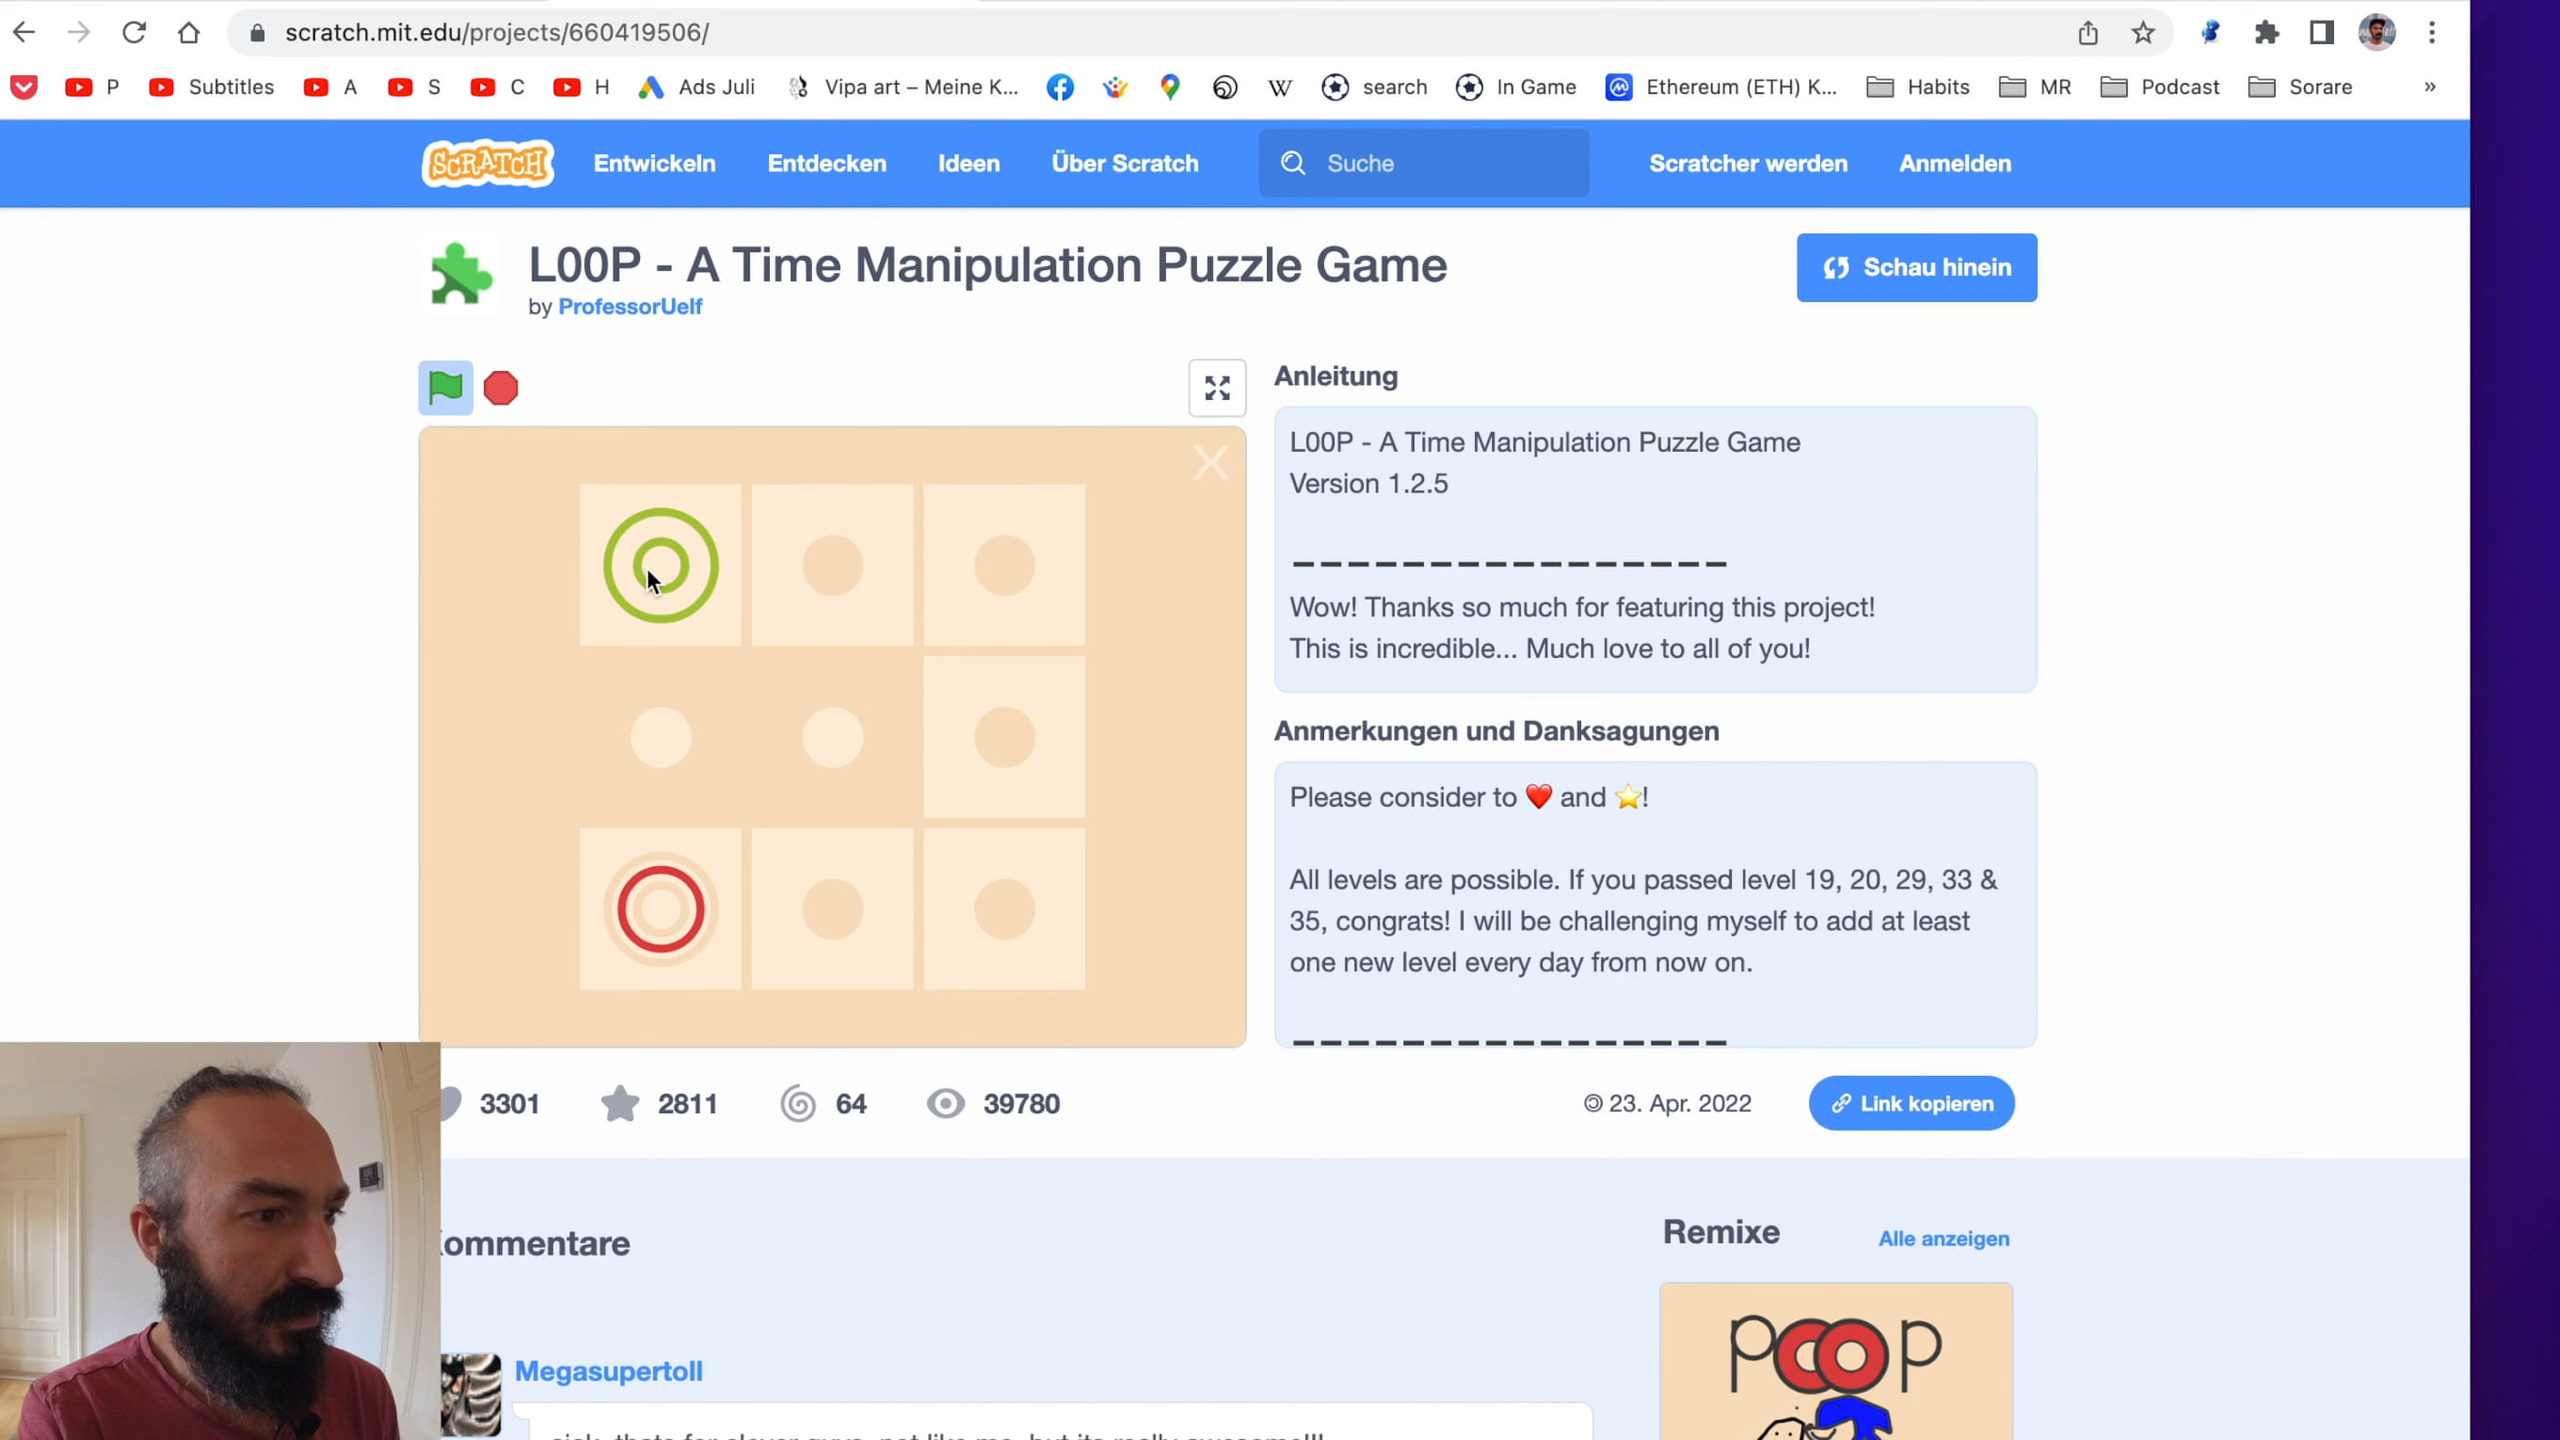 scratch.mit.edu/projects/660419506/
P Subtitles A S C H Ads Juli Vipa art – Meine K... W search In Game Ethereum (ETH) K... Habits MR Podcast Sorare »
SCRATCH Entwickeln Entdecken Ideen Über Scratch Suche Scratcher werden Anmelden
L00P - A Time Manipulation Puzzle Game
by ProfessorUelf
Schau hinein
X
Anleitung
L00P - A Time Manipulation Puzzle Game
Version 1.2.5
Wow! Thanks so much for featuring this project!
This is incredible... Much love to all of you!
Anmerkungen und Danksagungen
Please consider to ❤️ and ⭐!
All levels are possible. If you passed level 19, 20, 29, 33 &
35, congrats! I will be challenging myself to add at least
one new level every day from now on.
3301 2811 64 39780
© 23. Apr. 2022
Link kopieren
ommentare
Remixe
Alle anzeigen
Megasupertoll
POOP